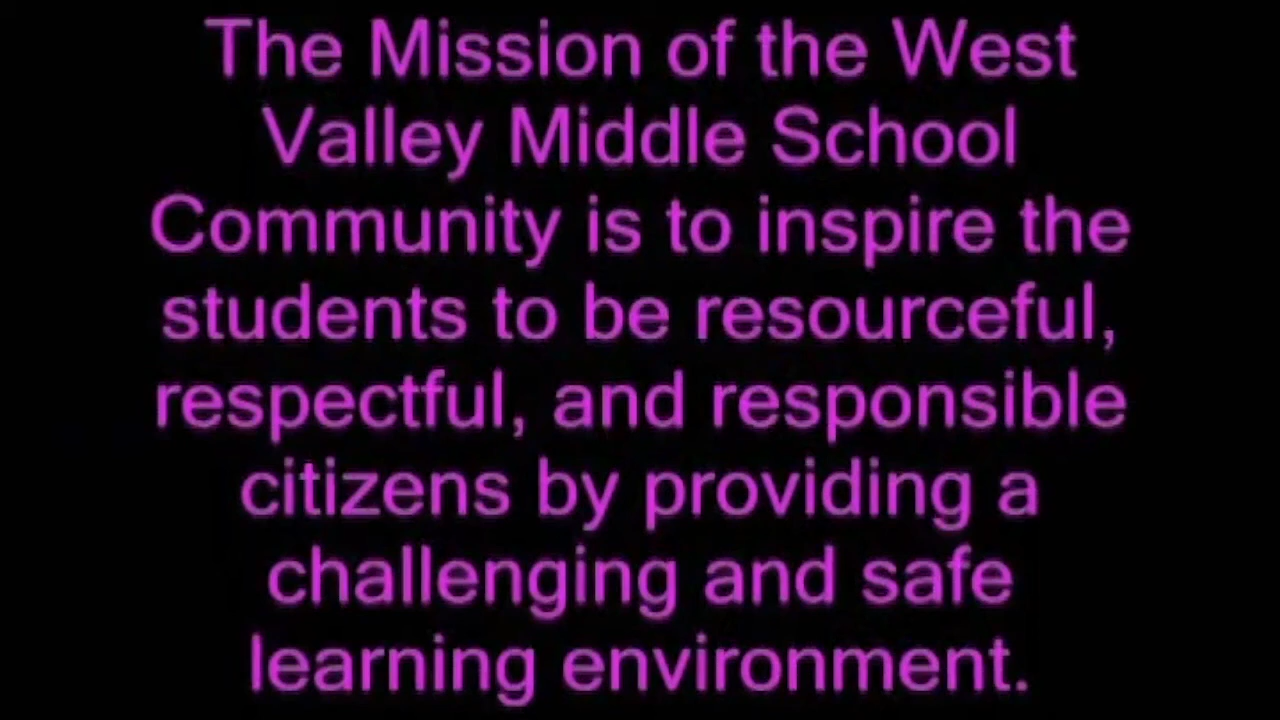 The Mission of the West
Valley Middle School
Community is to inspire the
students to be resourceful,
respectful, and responsible
citizens by providing a
challenging and safe
learning environment.